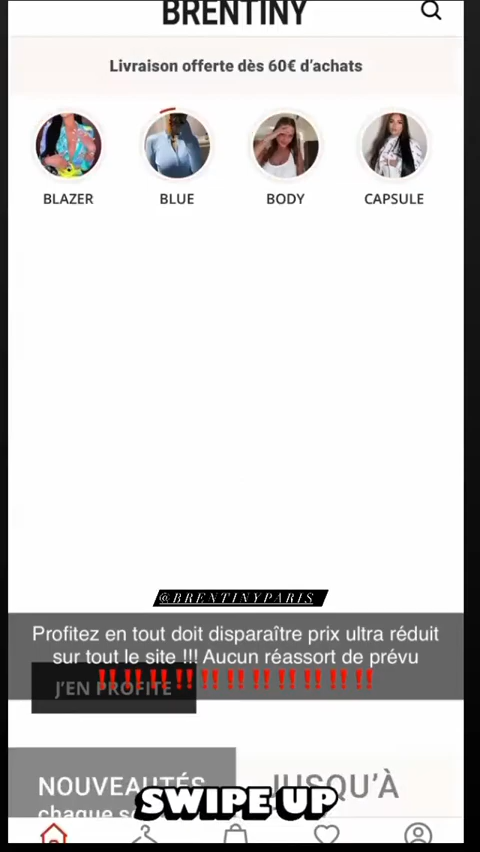 BRENTINY
Livraison offerte dès 60€ d'achats
BLAZER
BLUE
BODY
CAPSULE
@BRENTINYPARIS
Profitez en tout doit disparaître prix ultra réduit
sur tout le site !!! Aucun réassort de prévu
‼️‼️‼️‼️‼️‼️‼️‼️‼️‼️‼️
J'EN PROFITE
NOUVEAUTÉS
JUSQU'À
chaque
SWIPE UP